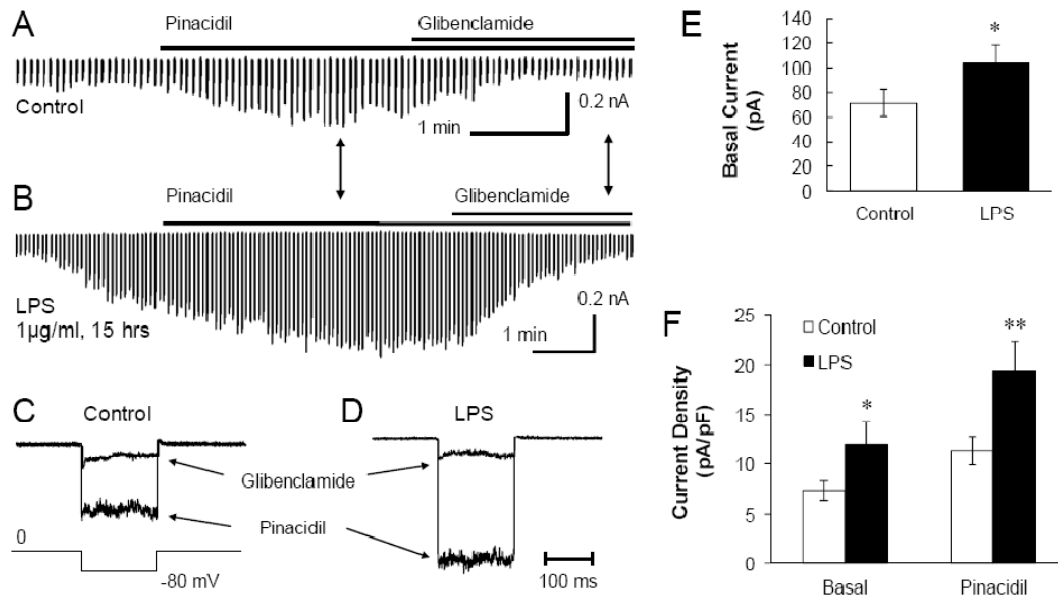 A
Pinacidil
Glibenclamide
Control
0.2 nA
1 min
B
Pinacidil
Glibenclamide
LPS
1µg/ml, 15 hrs
0.2 nA
1 min
C
Control
D
LPS
Glibenclamide
Pinacidil
0
-80 mV
100 ms
E
Basal Current
(pA)
140
120
100
80
60
40
20
0
*
Control
LPS
F
Current Density
(pA/pF)
25
20
15
10
5
0
Control
LPS
*
**
Basal
Pinacidil